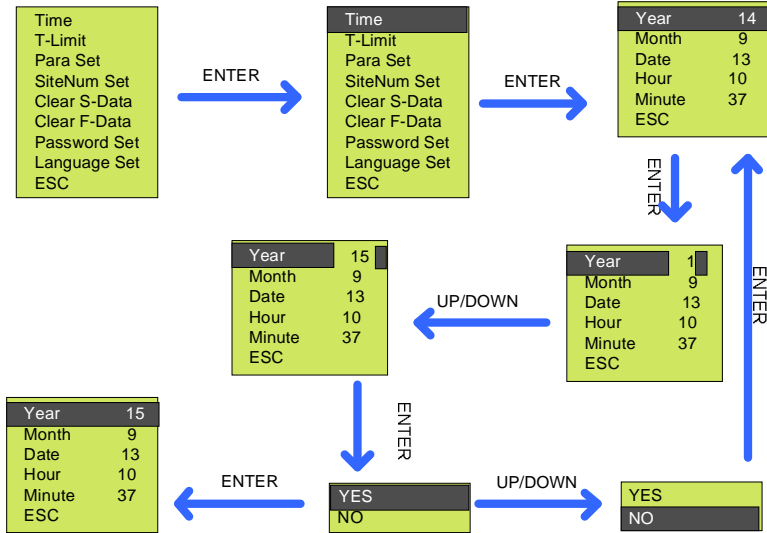 Time
T-Limit
Para Set
SiteNum Set
Clear S-Data
Clear F-Data
Password Set
Language Set
ESC
ENTER
Time
T-Limit
Para Set
SiteNum Set
Clear S-Data
Clear F-Data
Password Set
Language Set
ESC
ENTER
Year 14
Month 9
Date 13
Hour 10
Minute 37
ESC
ENTER
Year 1
Month 9
Date 13
Hour 10
Minute 37
ESC
UP/DOWN
Year 15
Month 9
Date 13
Hour 10
Minute 37
ESC
ENTER
YES
NO
ENTER
Year 15
Month 9
Date 13
Hour 10
Minute 37
ESC
UP/DOWN
YES
NO
ENTER